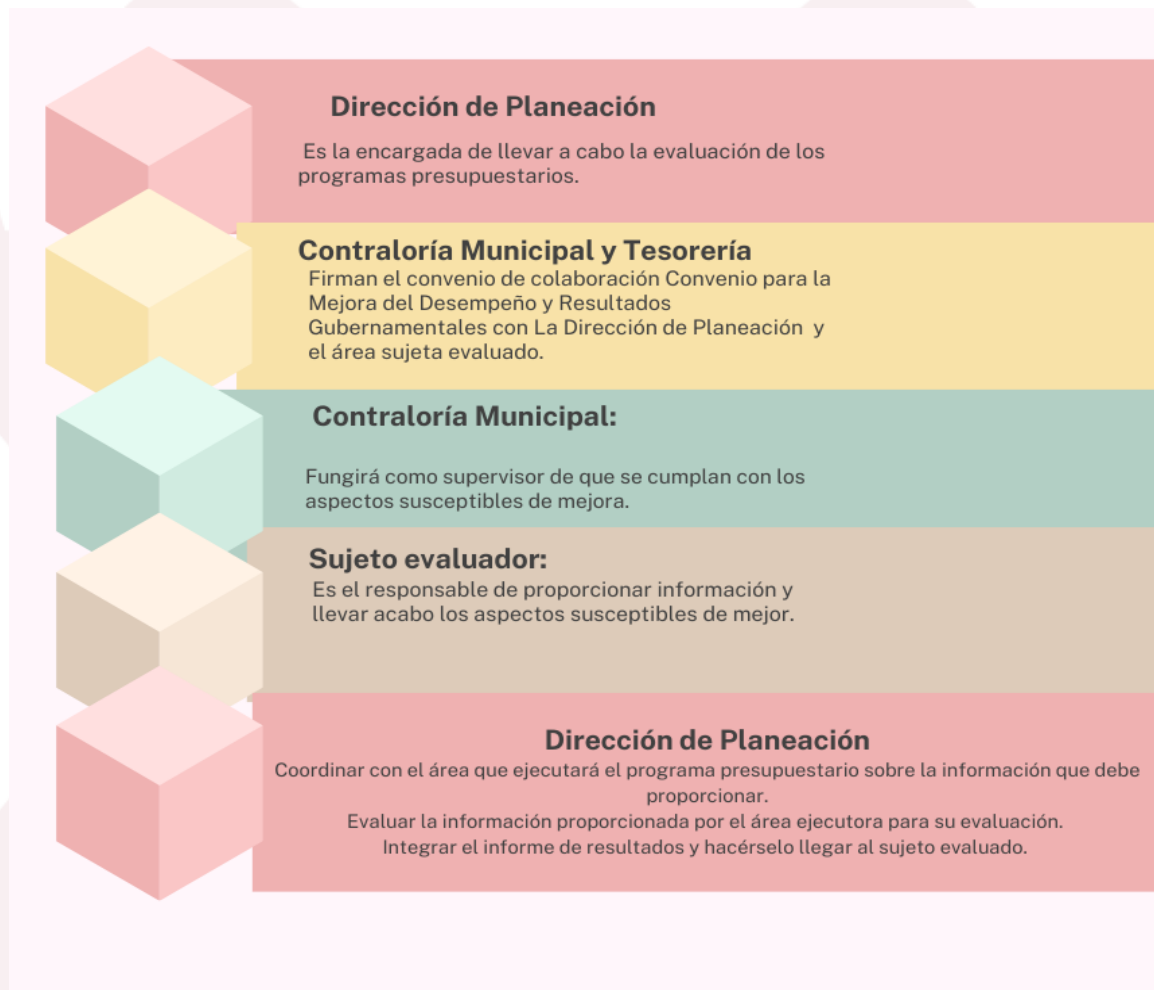 Dirección de Planeación
Es la encargada de llevar a cabo la evaluación de los
programas presupuestarios.
Contraloría Municipal y Tesorería
Firman el convenio de colaboración Convenio para la
Mejora del Desempeño y Resultados
Gubernamentales con La Dirección de Planeación y
el área sujeta evaluado.
Contraloría Municipal:
Fungirá como supervisor de que se cumplan con los
aspectos susceptibles de mejora.
Sujeto evaluador:
Es el responsable de proporcionar información y
llevar acabo los aspectos susceptibles de mejor.
Dirección de Planeación
Coordinar con el área que ejecutará el programa presupuestario sobre la información que debe
proporcionar.
Evaluar la información proporcionada por el área ejecutora para su evaluación.
Integrar el informe de resultados y hacérselo llegar al sujeto evaluado.